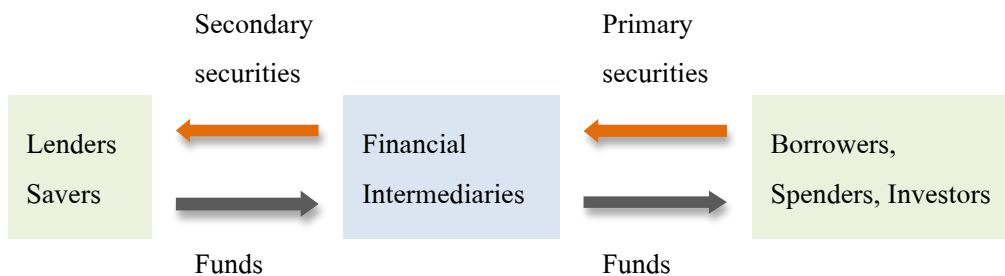 Secondary
securities
Primary
securities
Lenders
Savers
Financial
Intermediaries
Borrowers,
Spenders, Investors
Funds
Funds